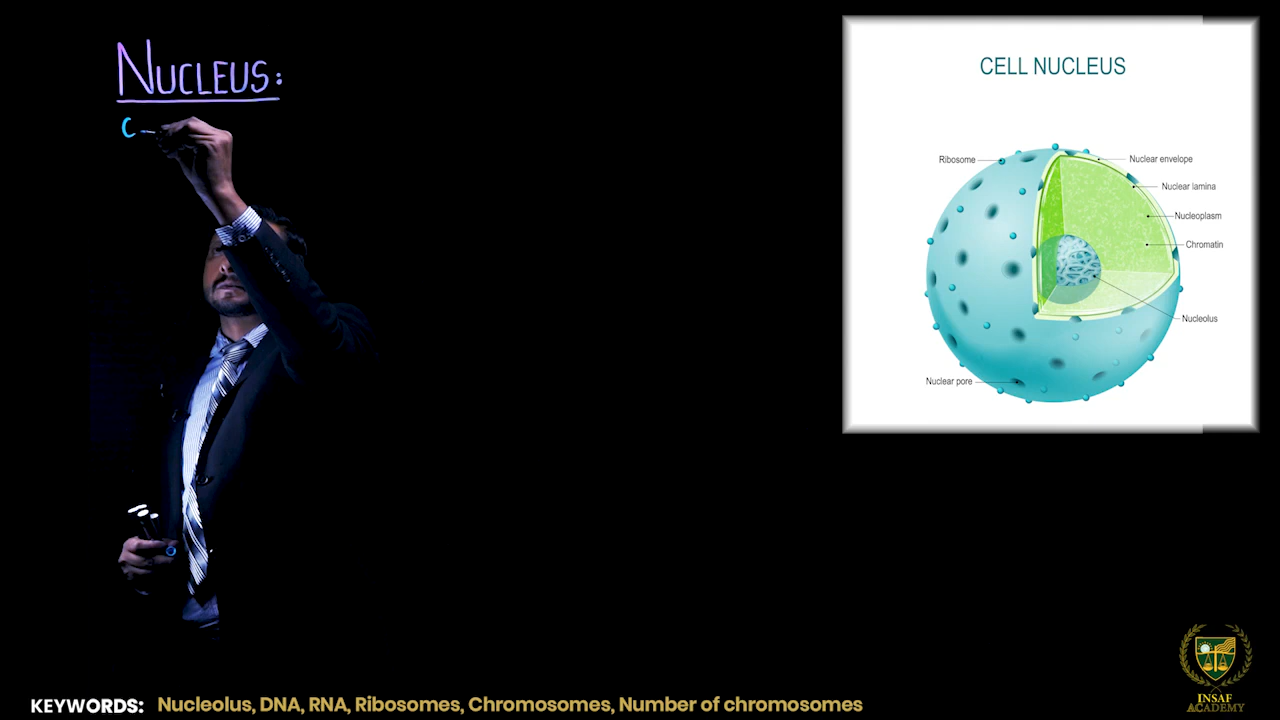 NUCLEUS:
C
CELL NUCLEUS
Ribosome
Nuclear envelope
Nuclear lamina
Nucleoplasm
Chromatin
Nucleolus
Nuclear pore
KEYWORDS: Nucleolus, DNA, RNA, Ribosomes, Chromosomes, Number of chromosomes
INSAF
ACADEMY